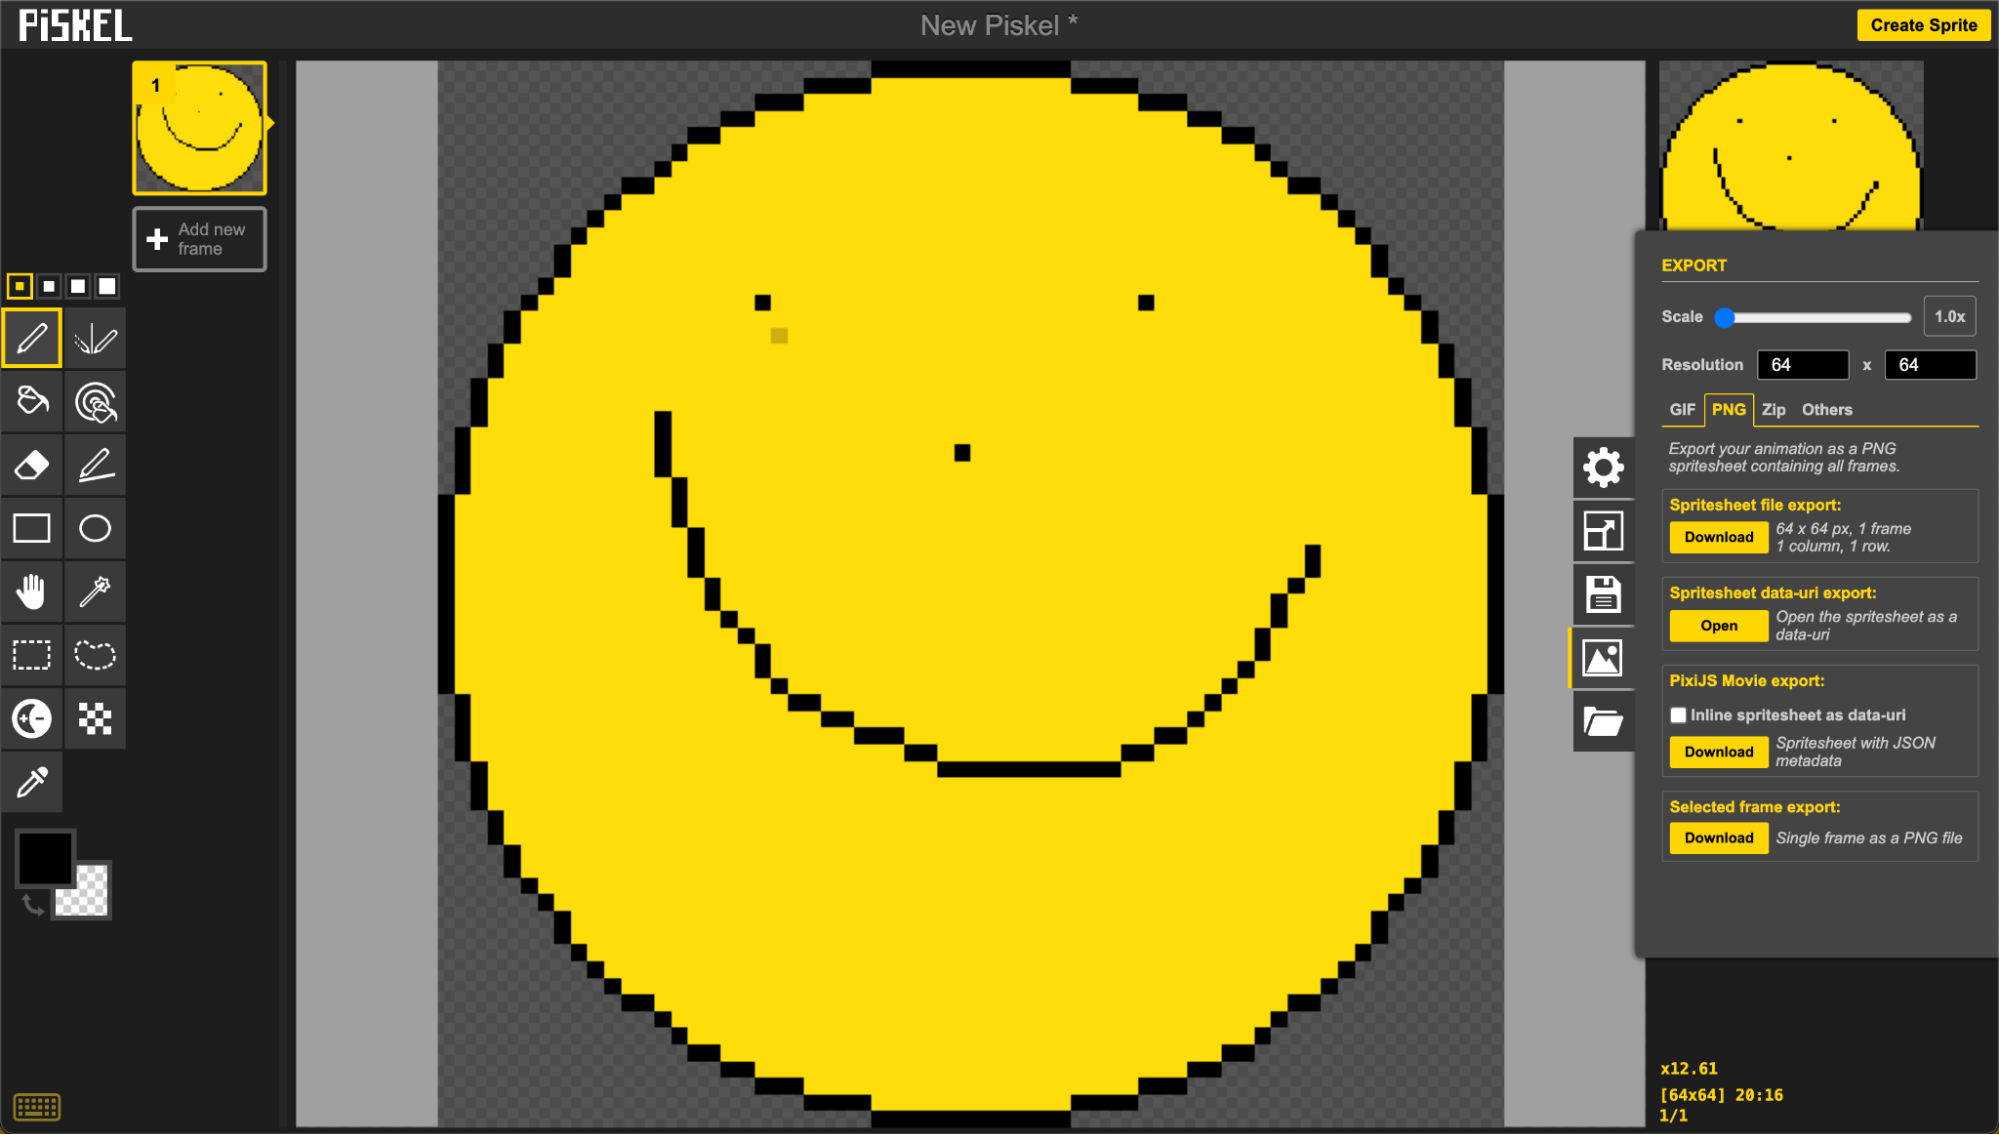 PiSKEL
New Piskel *
Create Sprite
1
Add new
frame
EXPORT
Scale 1.0x
Resolution 64 x 64
GIF PNG Zip Others
Export your animation as a PNG
spritesheet containing all frames.
Spritesheet file export:
Download 64 x 64 px, 1 frame
1 column, 1 row.
Spritesheet data-uri export:
Open Open the spritesheet as a
data-uri
PixiJS Movie export:
Inline spritesheet as data-uri
Download Spritesheet with JSON
metadata
Selected frame export:
Download Single frame as a PNG file
x12.61
[64x64] 20:16
1/1